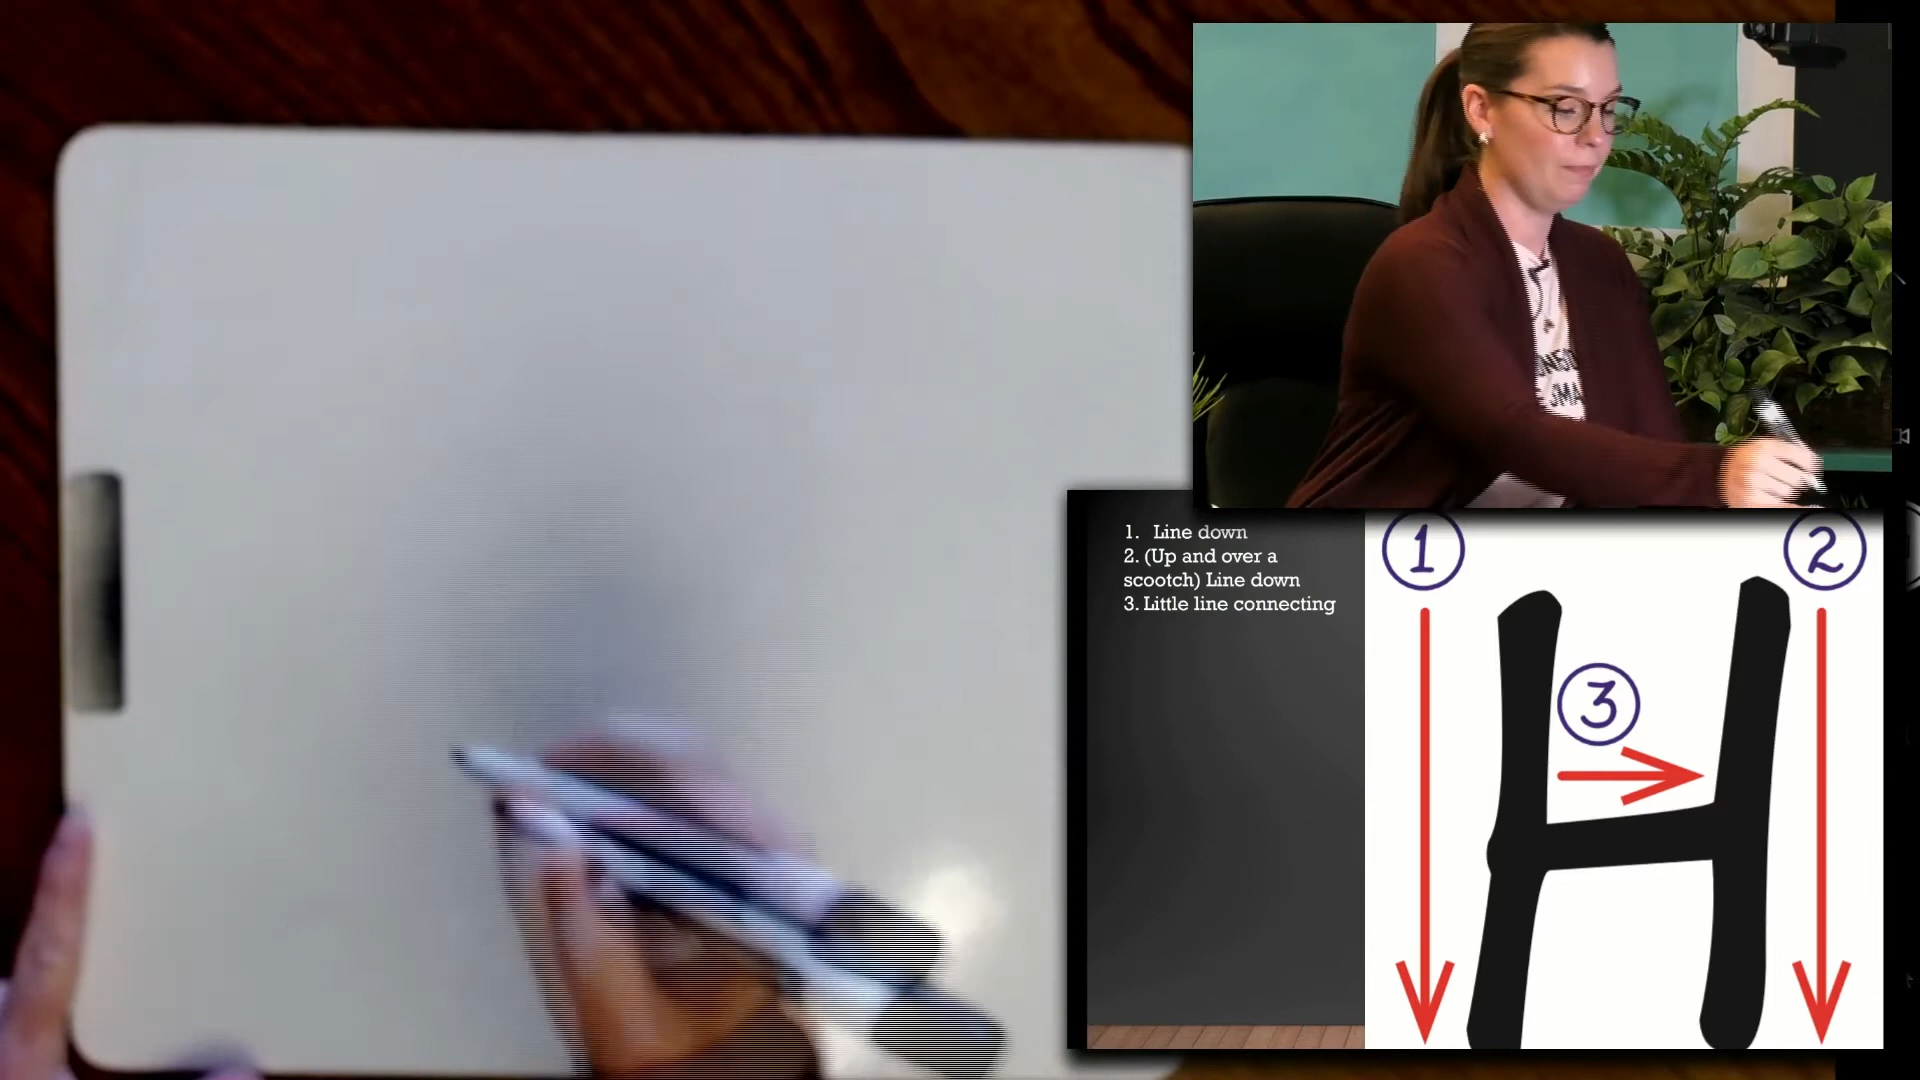 1. Line down
2. (Up and over a
scootch) Line down
3. Little line connecting
1
2
3
H